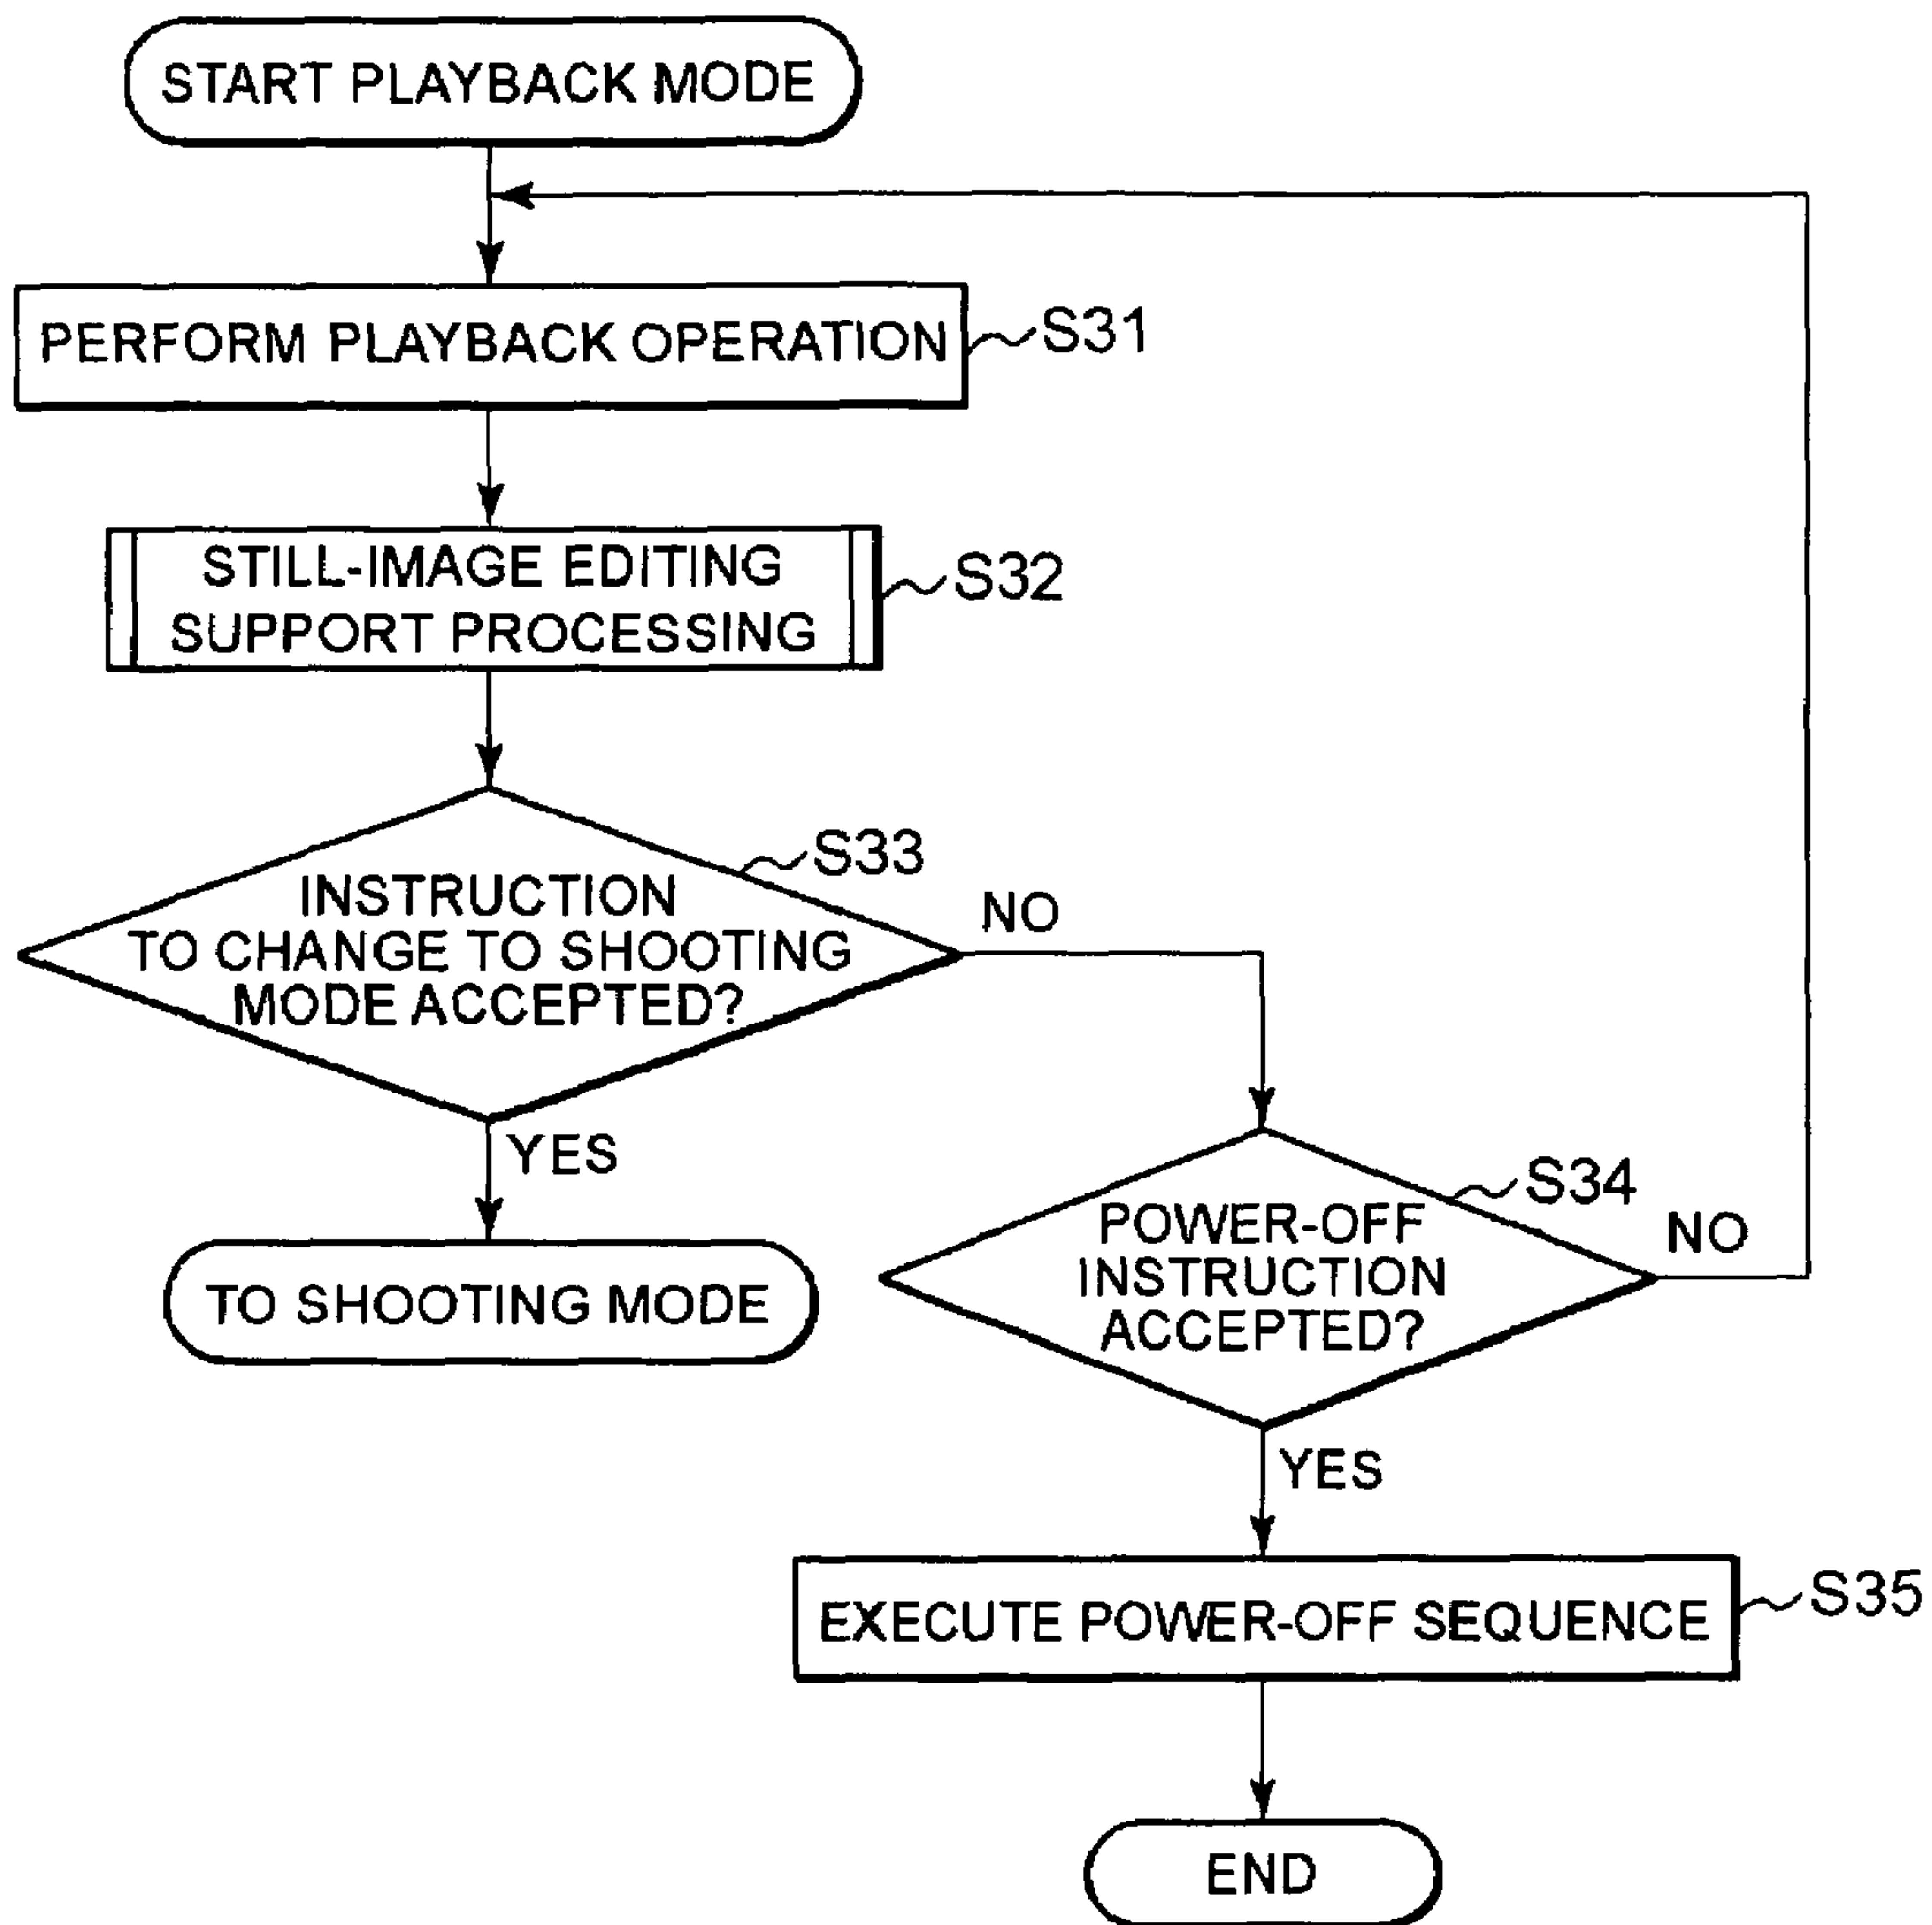 START PLAYBACK MODE
PERFORM PLAYBACK OPERATION
S31
STILL-IMAGE EDITING
SUPPORT PROCESSING
S32
S33
INSTRUCTION
TO CHANGE TO SHOOTING
MODE ACCEPTED?
NO
YES
TO SHOOTING MODE
S34
POWER-OFF
INSTRUCTION
ACCEPTED?
NO
YES
EXECUTE POWER-OFF SEQUENCE
S35
END